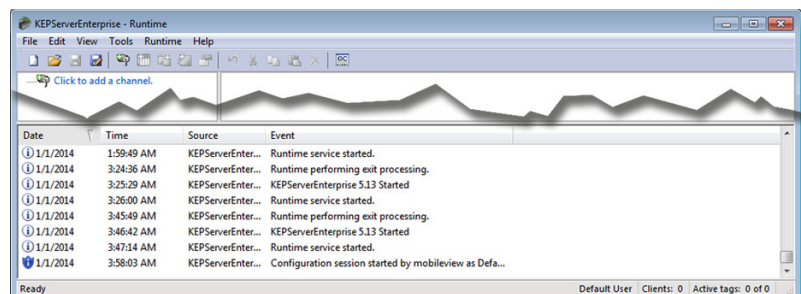 KEPServerEnterprise - Runtime
File Edit View Tools Runtime Help
Click to add a channel.
Date Time Source Event
1/1/2014 1:59:49 AM KEPServerEnter... Runtime service started.
1/1/2014 3:24:36 AM KEPServerEnter... Runtime performing exit processing.
1/1/2014 3:25:29 AM KEPServerEnter... KEPServerEnterprise 5.13 Started
1/1/2014 3:26:00 AM KEPServerEnter... Runtime service started.
1/1/2014 3:45:49 AM KEPServerEnter... Runtime performing exit processing.
1/1/2014 3:46:42 AM KEPServerEnter... KEPServerEnterprise 5.13 Started
1/1/2014 3:47:14 AM KEPServerEnter... Runtime service started.
1/1/2014 3:58:03 AM KEPServerEnter... Configuration session started by mobileview as Defa...
Ready Default User Clients: 0 Active tags: 0 of 0